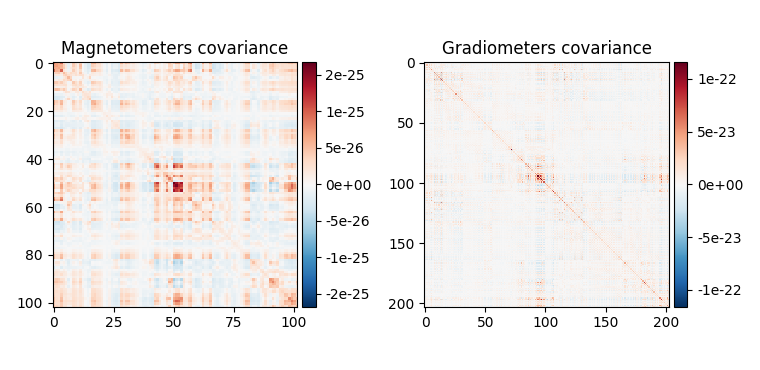 Magnetometers covariance
0
20
40
60
80
100
0
25
50
75
100
2e-25
1e-25
5e-26
0e+00
-5e-26
-1e-25
-2e-25
Gradiometers covariance
0
50
100
150
200
0
50
100
150
200
1e-22
5e-23
0e+00
-5e-23
-1e-22